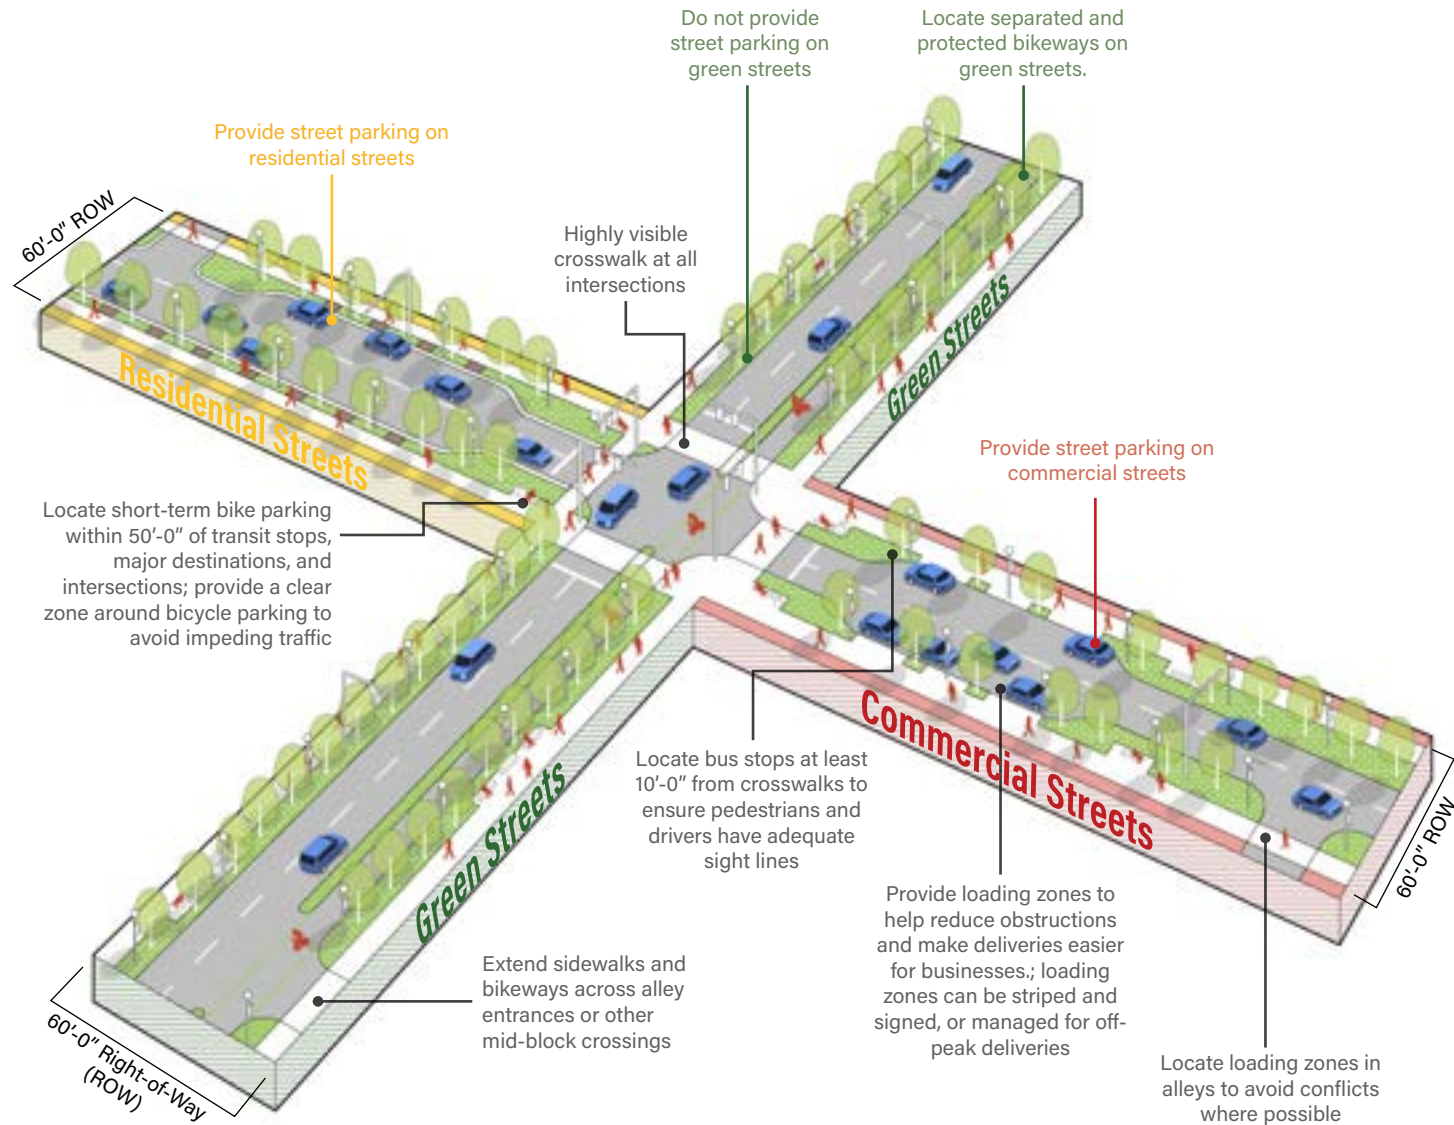 Do not provide
street parking on
green streets
Locate separated and
protected bikeways on
green streets.
Provide street parking on
residential streets
60'-0" ROW
Highly visible
crosswalk at all
intersections
Green Streets
Residential Streets
Provide street parking on
commercial streets
Locate short-term bike parking
within 50'-0" of transit stops,
major destinations, and
intersections; provide a clear
zone around bicycle parking to
avoid impeding traffic
Commercial Streets
Locate bus stops at least
10'-0" from crosswalks to
ensure pedestrians and
drivers have adequate
sight lines
60'-0" ROW
Green Streets
Provide loading zones to
help reduce obstructions
and make deliveries easier
for businesses.; loading
zones can be striped and
signed, or managed for off-
peak deliveries
Extend sidewalks and
bikeways across alley
entrances or other
mid-block crossings
60'-0" Right-of-Way
(ROW)
Locate loading zones in
alleys to avoid conflicts
where possible